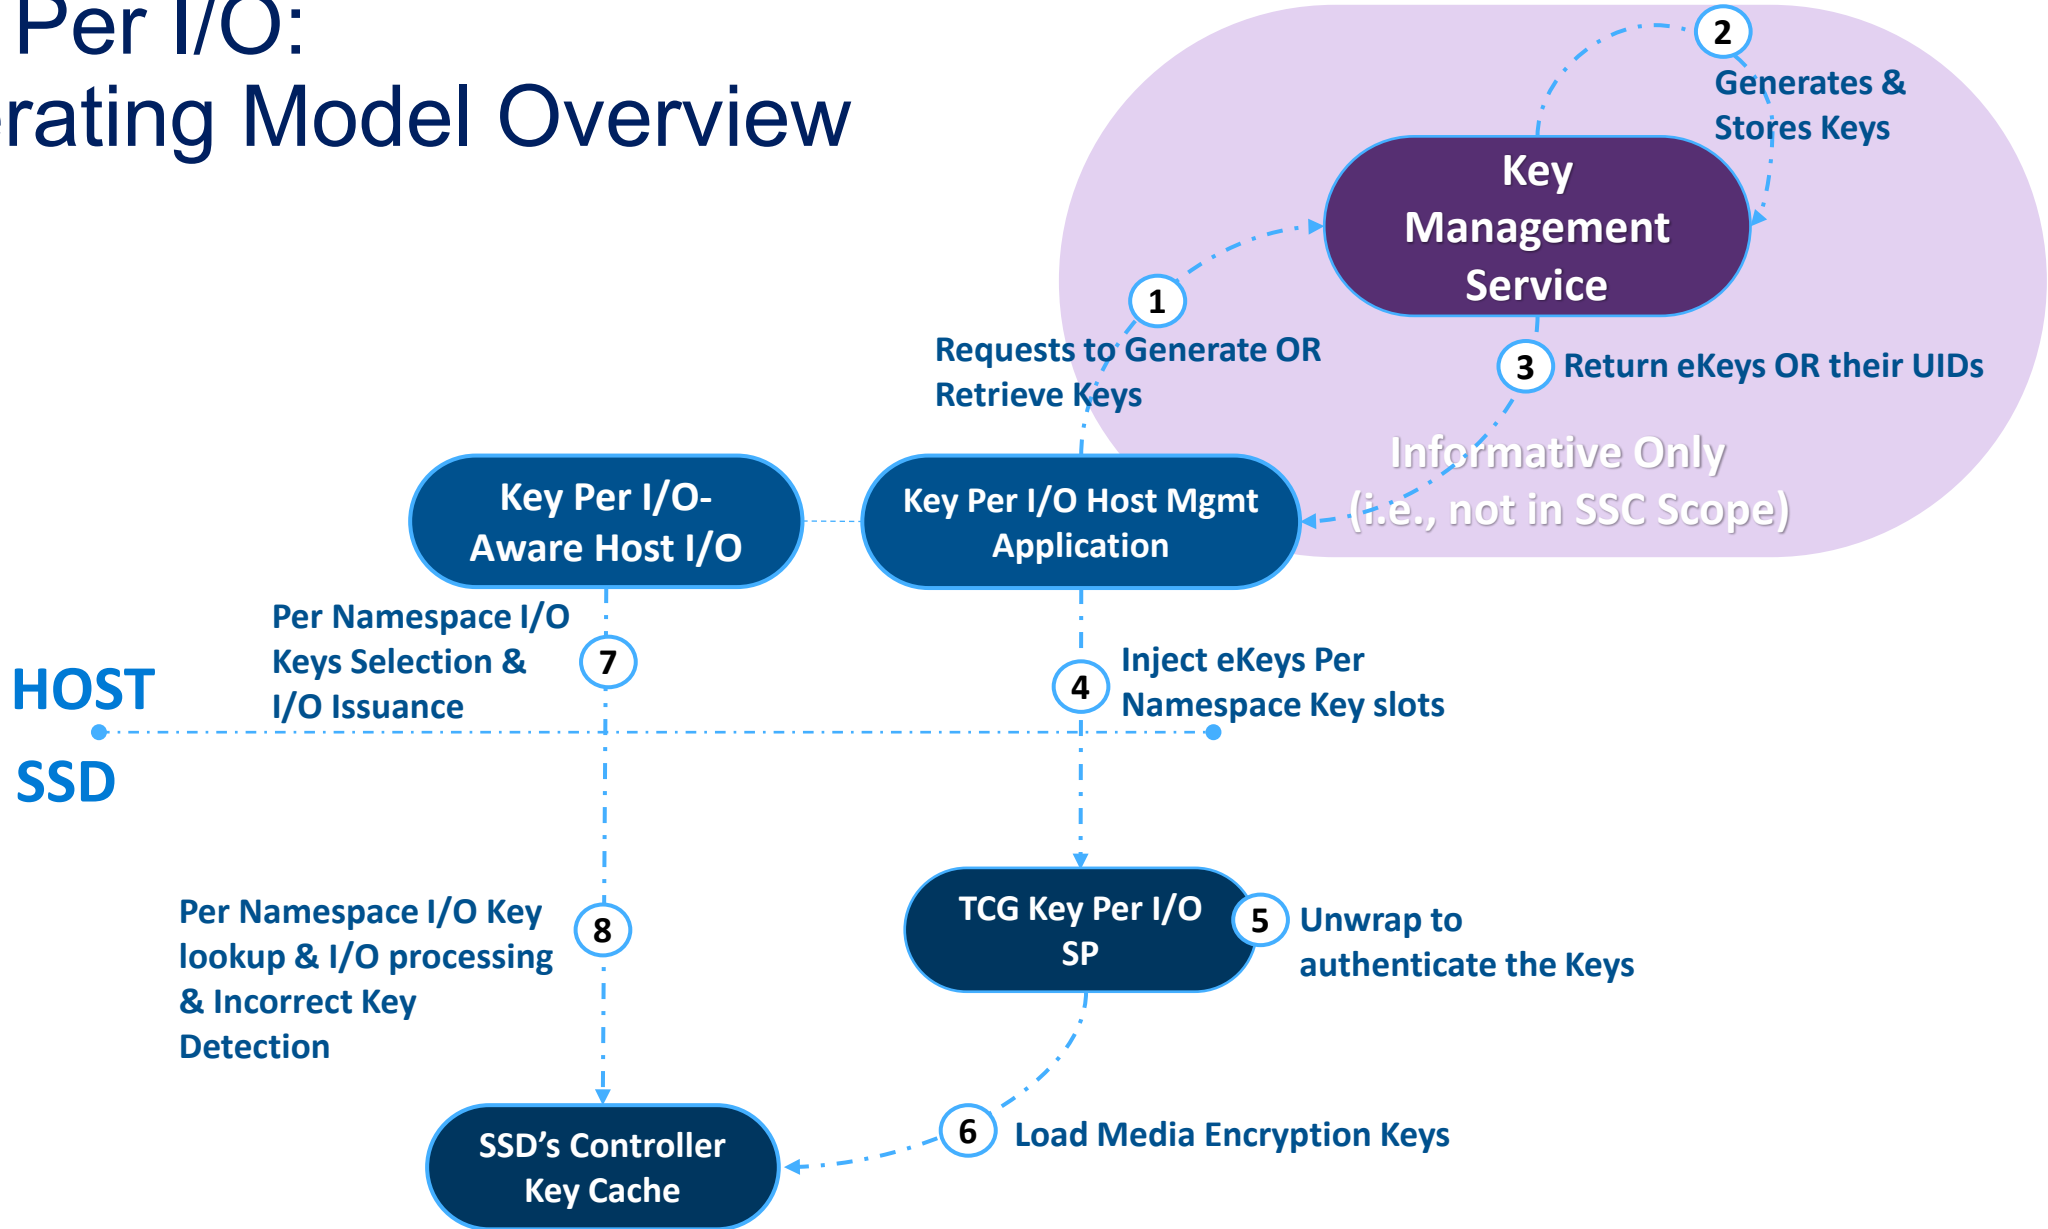 Per I/O:
erating Model Overview
2
Generates &
Stores Keys
Key
Management
Service
1
Requests to Generate OR
Retrieve Keys
3
Return eKeys OR their UIDs
Informative Only
(i.e., not in SSC Scope)
Key Per I/O-
Aware Host I/O
Key Per I/O Host Mgmt
Application
Per Namespace I/O
Keys Selection &
I/O Issuance
7
4
Inject eKeys Per
Namespace Key slots
HOST
SSD
Per Namespace I/O Key
lookup & I/O processing
& Incorrect Key
Detection
8
TCG Key Per I/O
SP
5
Unwrap to
authenticate the Keys
6
Load Media Encryption Keys
SSD’s Controller
Key Cache